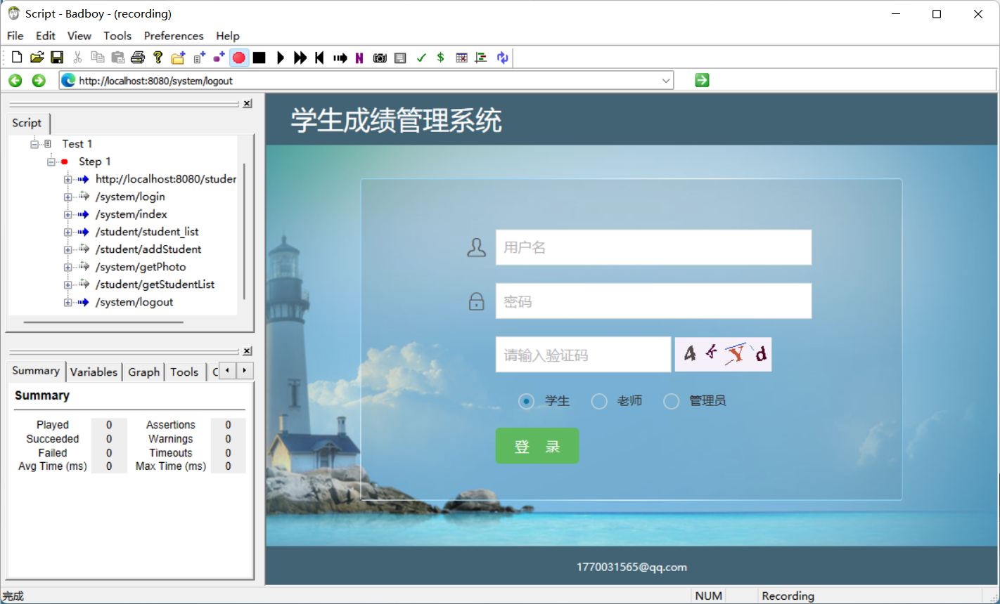 Script - Badboy - (recording)
File Edit View Tools Preferences Help
http://localhost:8080/system/logout
Script
Test 1
Step 1
http://localhost:8080/studer
/system/login
/system/index
/student/student_list
/student/addStudent
/system/getPhoto
/student/getStudentList
/system/logout
Summary Variables Graph Tools
Summary
Played 0 Assertions 0
Succeeded 0 Warnings 0
Failed 0 Timeouts 0
Avg Time (ms) 0 Max Time (ms) 0
学生成绩管理系统
用户名
密码
请输入验证码
学生 老师 管理员
登 录
1770031565@qq.com
完成 NUM Recording